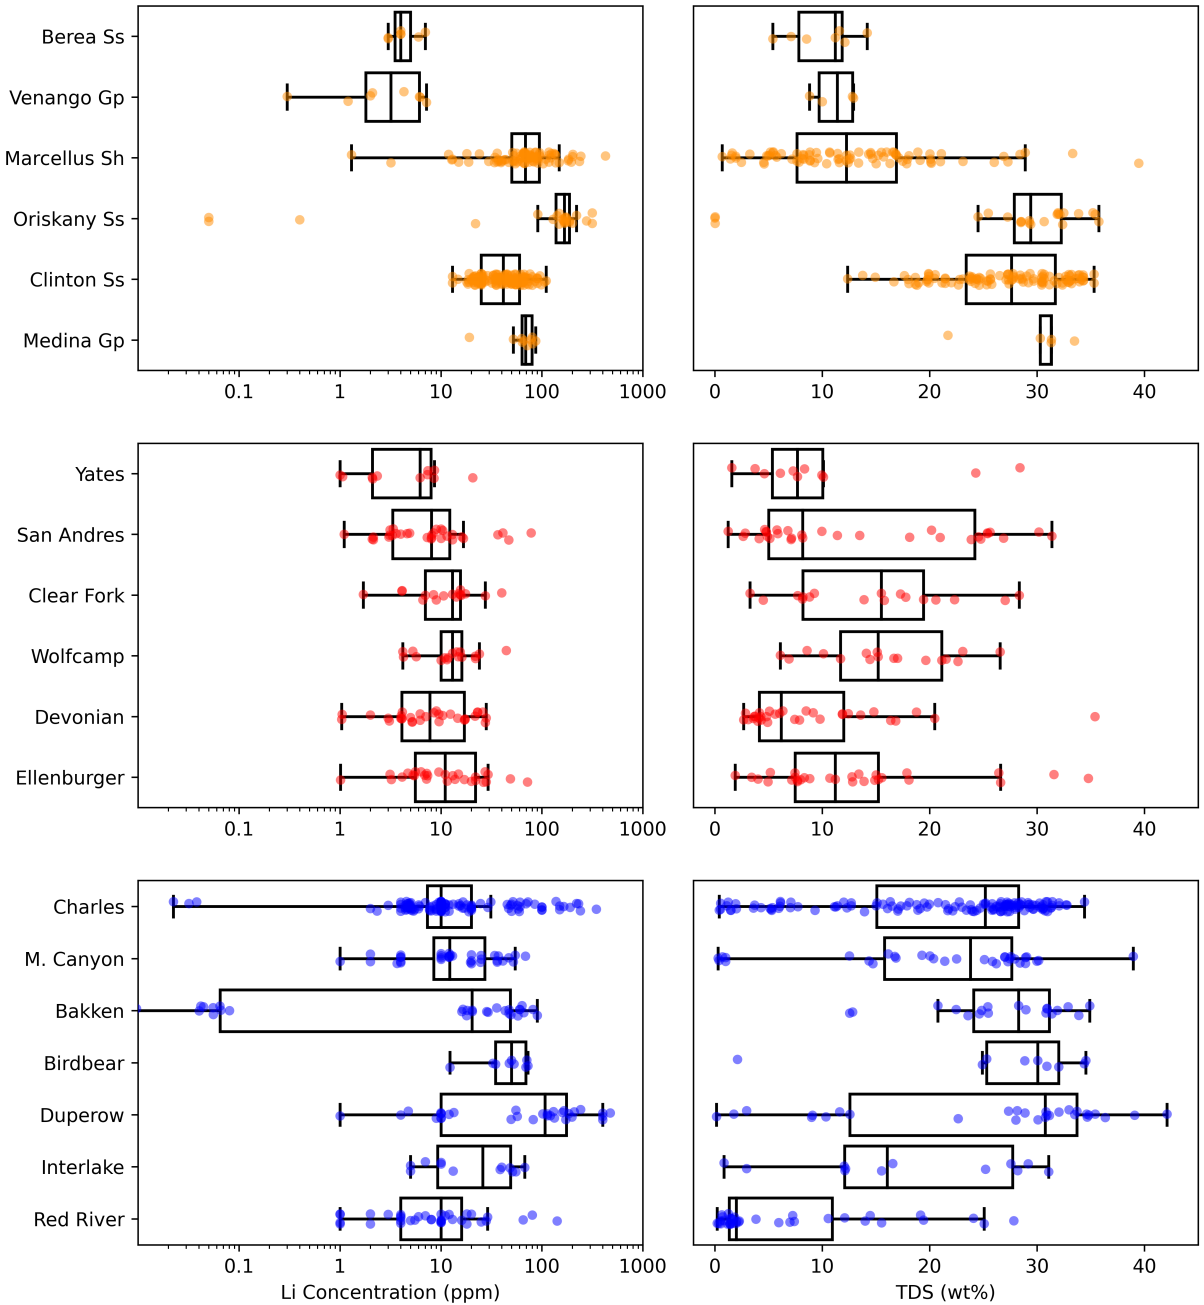 Berea Ss
Venango Gp
Marcellus Sh
Oriskany Ss
Clinton Ss
Medina Gp
0.1 1 10 100 1000
0 10 20 30 40
Yates
San Andres
Clear Fork
Wolfcamp
Devonian
Ellenburger
0.1 1 10 100 1000
0 10 20 30 40
Charles
M. Canyon
Bakken
Birdbear
Duperow
Interlake
Red River
0.1 1 10 100 1000
0 10 20 30 40
Li Concentration (ppm)
TDS (wt%)